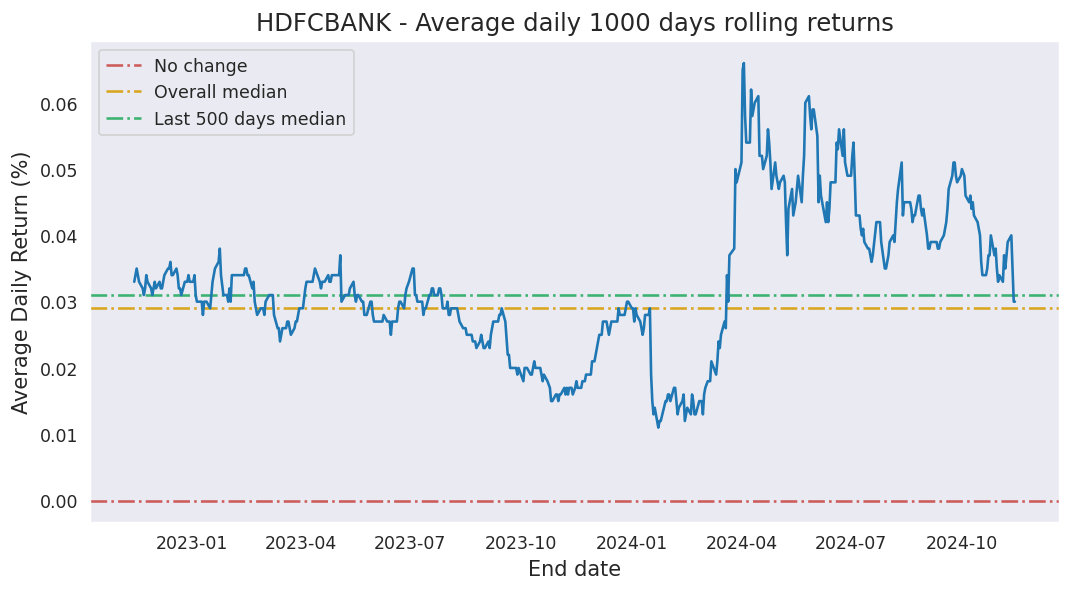 HDFCBANK - Average daily 1000 days rolling returns
No change
Overall median
Last 500 days median
Average Daily Return (%)
0.06
0.05
0.04
0.03
0.02
0.01
0.00
2023-01 2023-04 2023-07 2023-10 2024-01 2024-04 2024-07 2024-10
End date